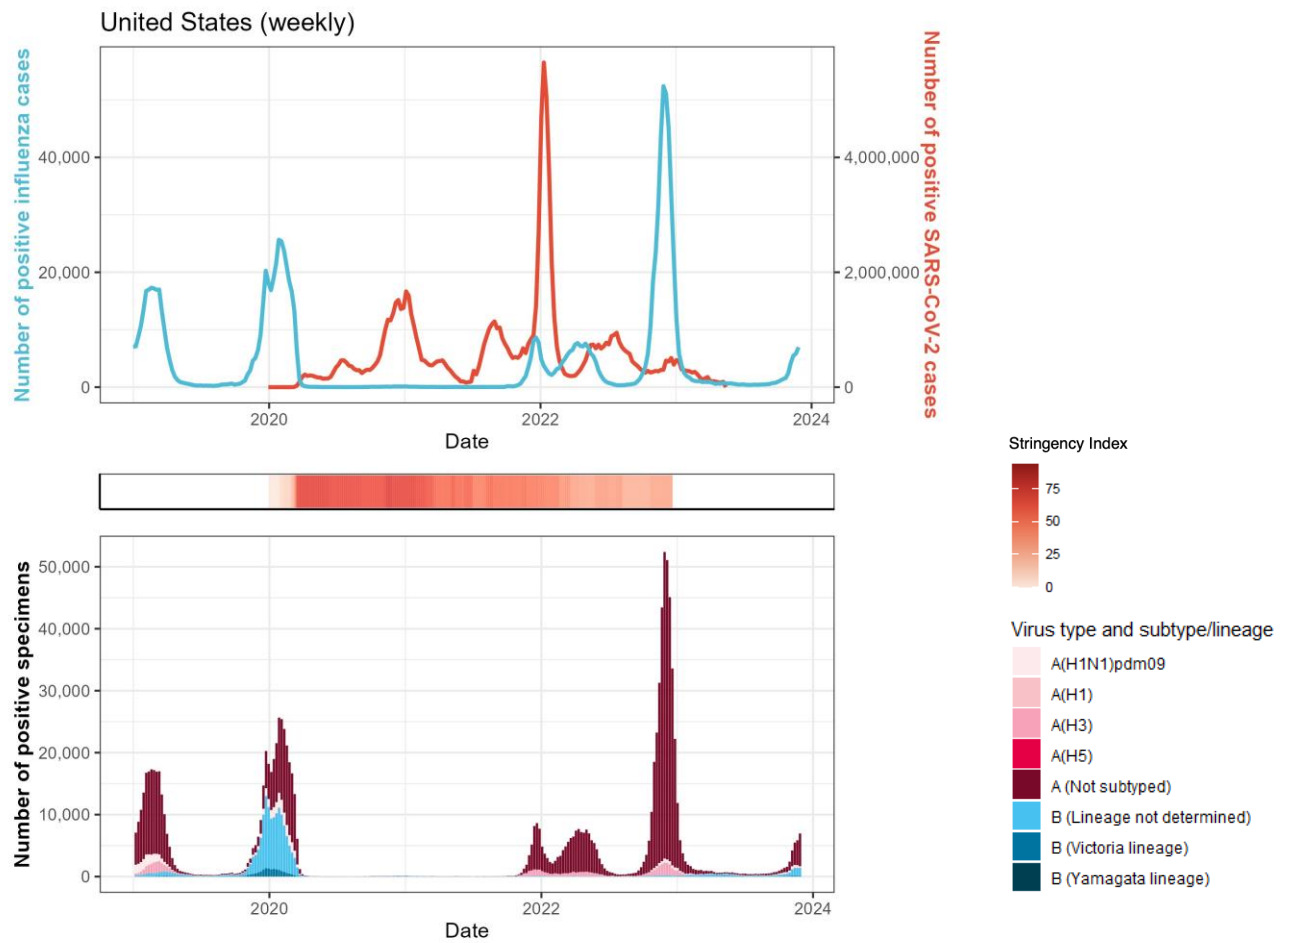 United States (weekly)
Number of positive influenza cases
40,000
20,000
0
4,000,000
2,000,000
0
Number of positive SARS-CoV-2 cases
2020
2022
2024
Date
Stringency Index
75
50
25
0
Number of positive specimens
50,000
40,000
30,000
20,000
10,000
0
2020
2022
2024
Date
Virus type and subtype/lineage
A(H1N1)pdm09
A(H1)
A(H3)
A(H5)
A (Not subtyped)
B (Lineage not determined)
B (Victoria lineage)
B (Yamagata lineage)